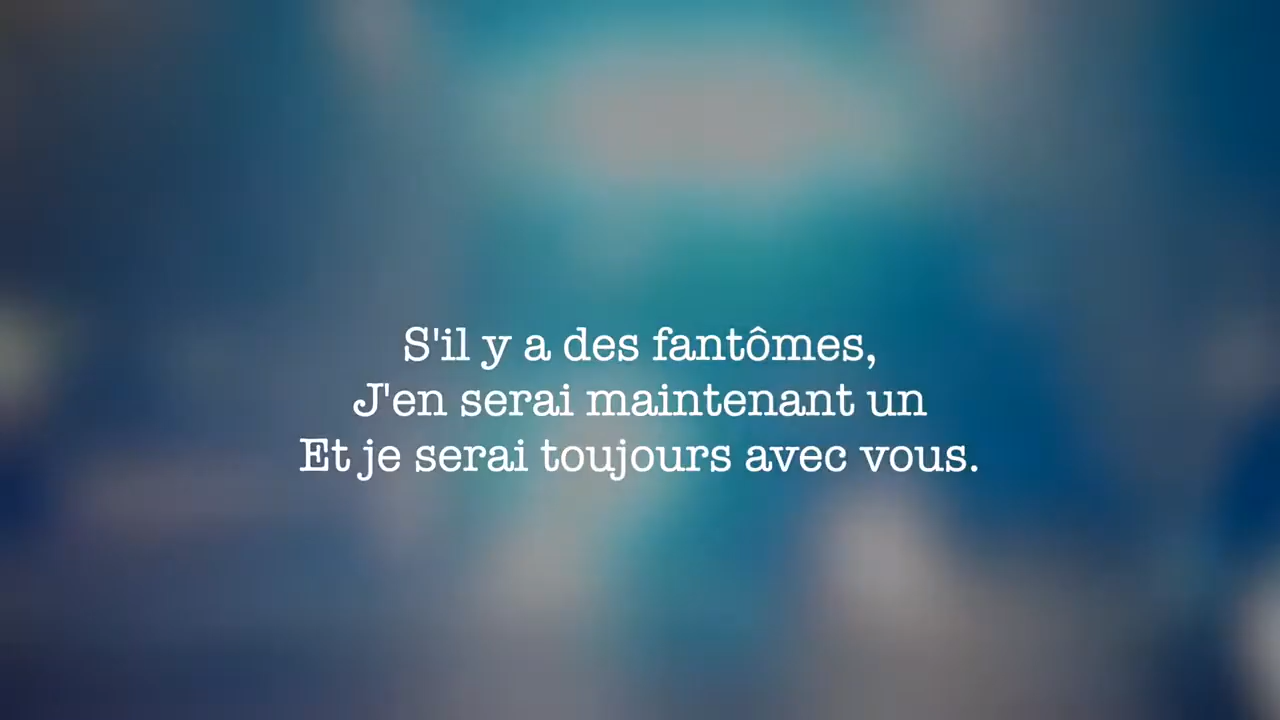 S'il y a des fantômes,
J'en serai maintenant un
Et je serai toujours avec vous.